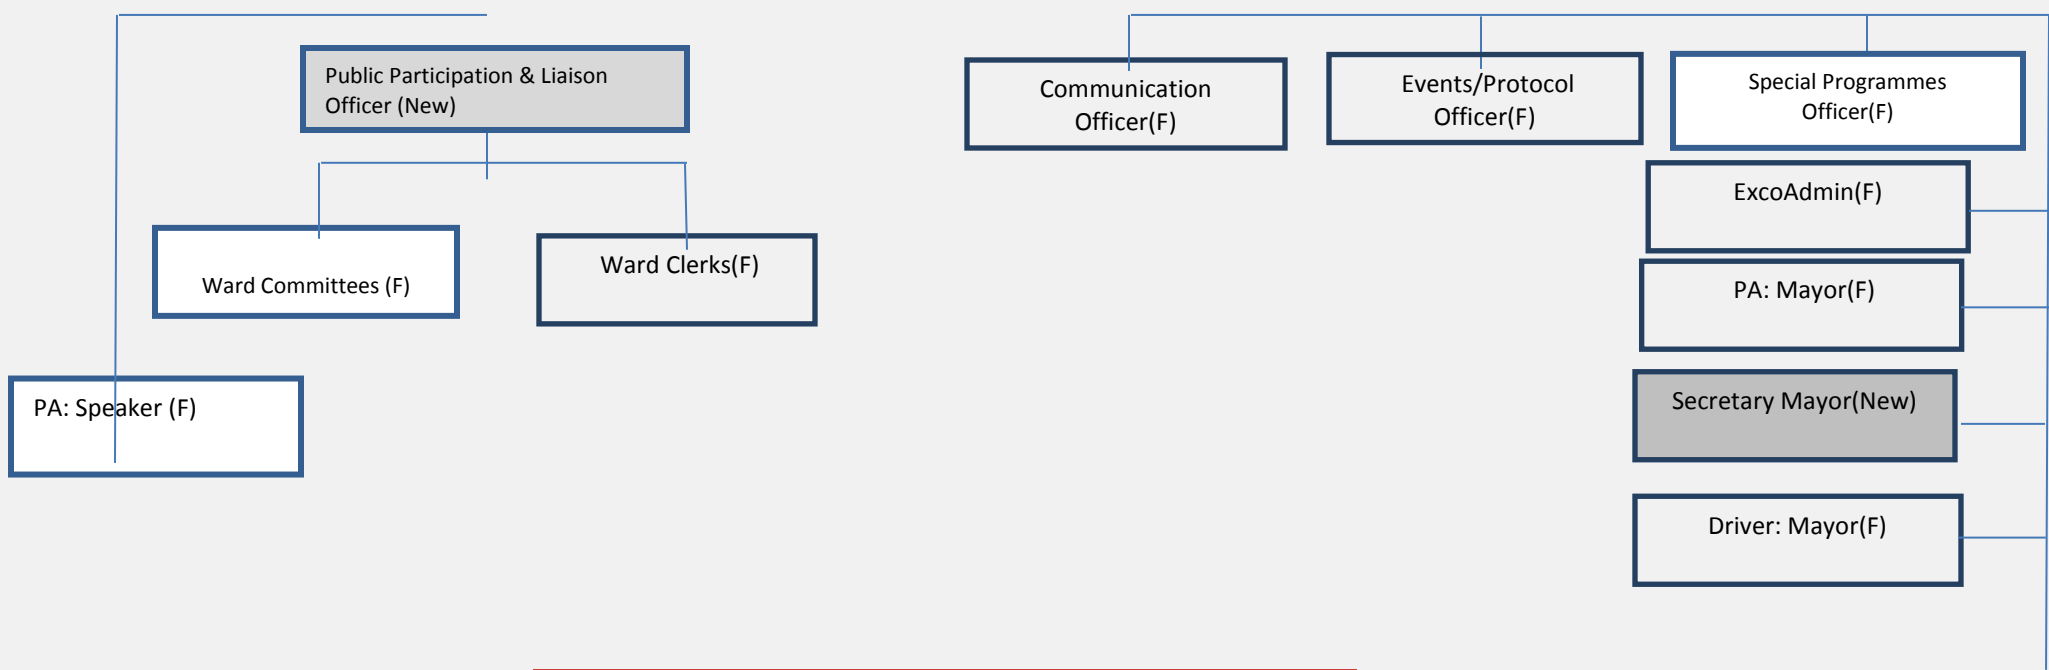 Public Participation & Liaison
Officer (New)
Communication
Officer(F)
Events/Protocol
Officer(F)
Special Programmes
Officer(F)
ExcoAdmin(F)
Ward Committees (F)
Ward Clerks(F)
PA: Mayor(F)
PA: Speaker (F)
Secretary Mayor(New)
Driver: Mayor(F)